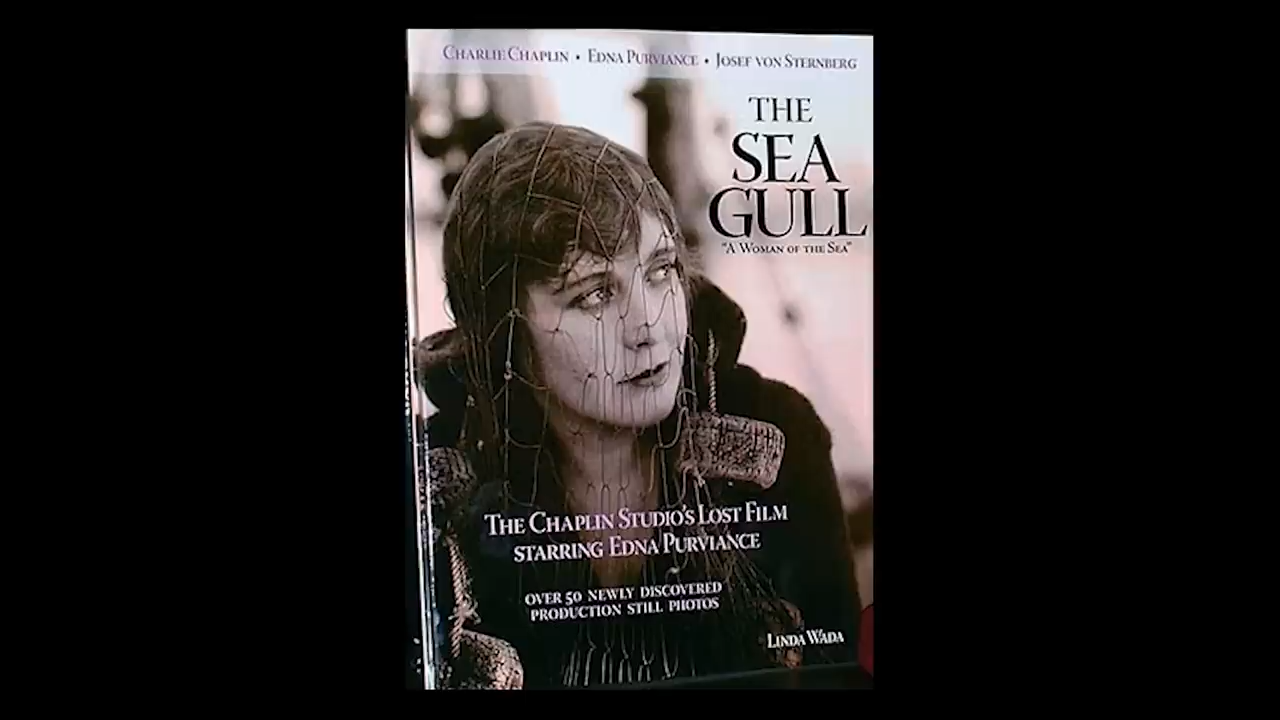 CHARLIE CHAPLIN • EDNA PURVIANCE • JOSEF VON STERNBERG
THE
SEA
GULL
"A WOMAN OF THE SEA"
THE CHAPLIN STUDIO'S LOST FILM
STARRING EDNA PURVIANCE
OVER 50 NEWLY DISCOVERED
PRODUCTION STILL PHOTOS
LINDA WADA